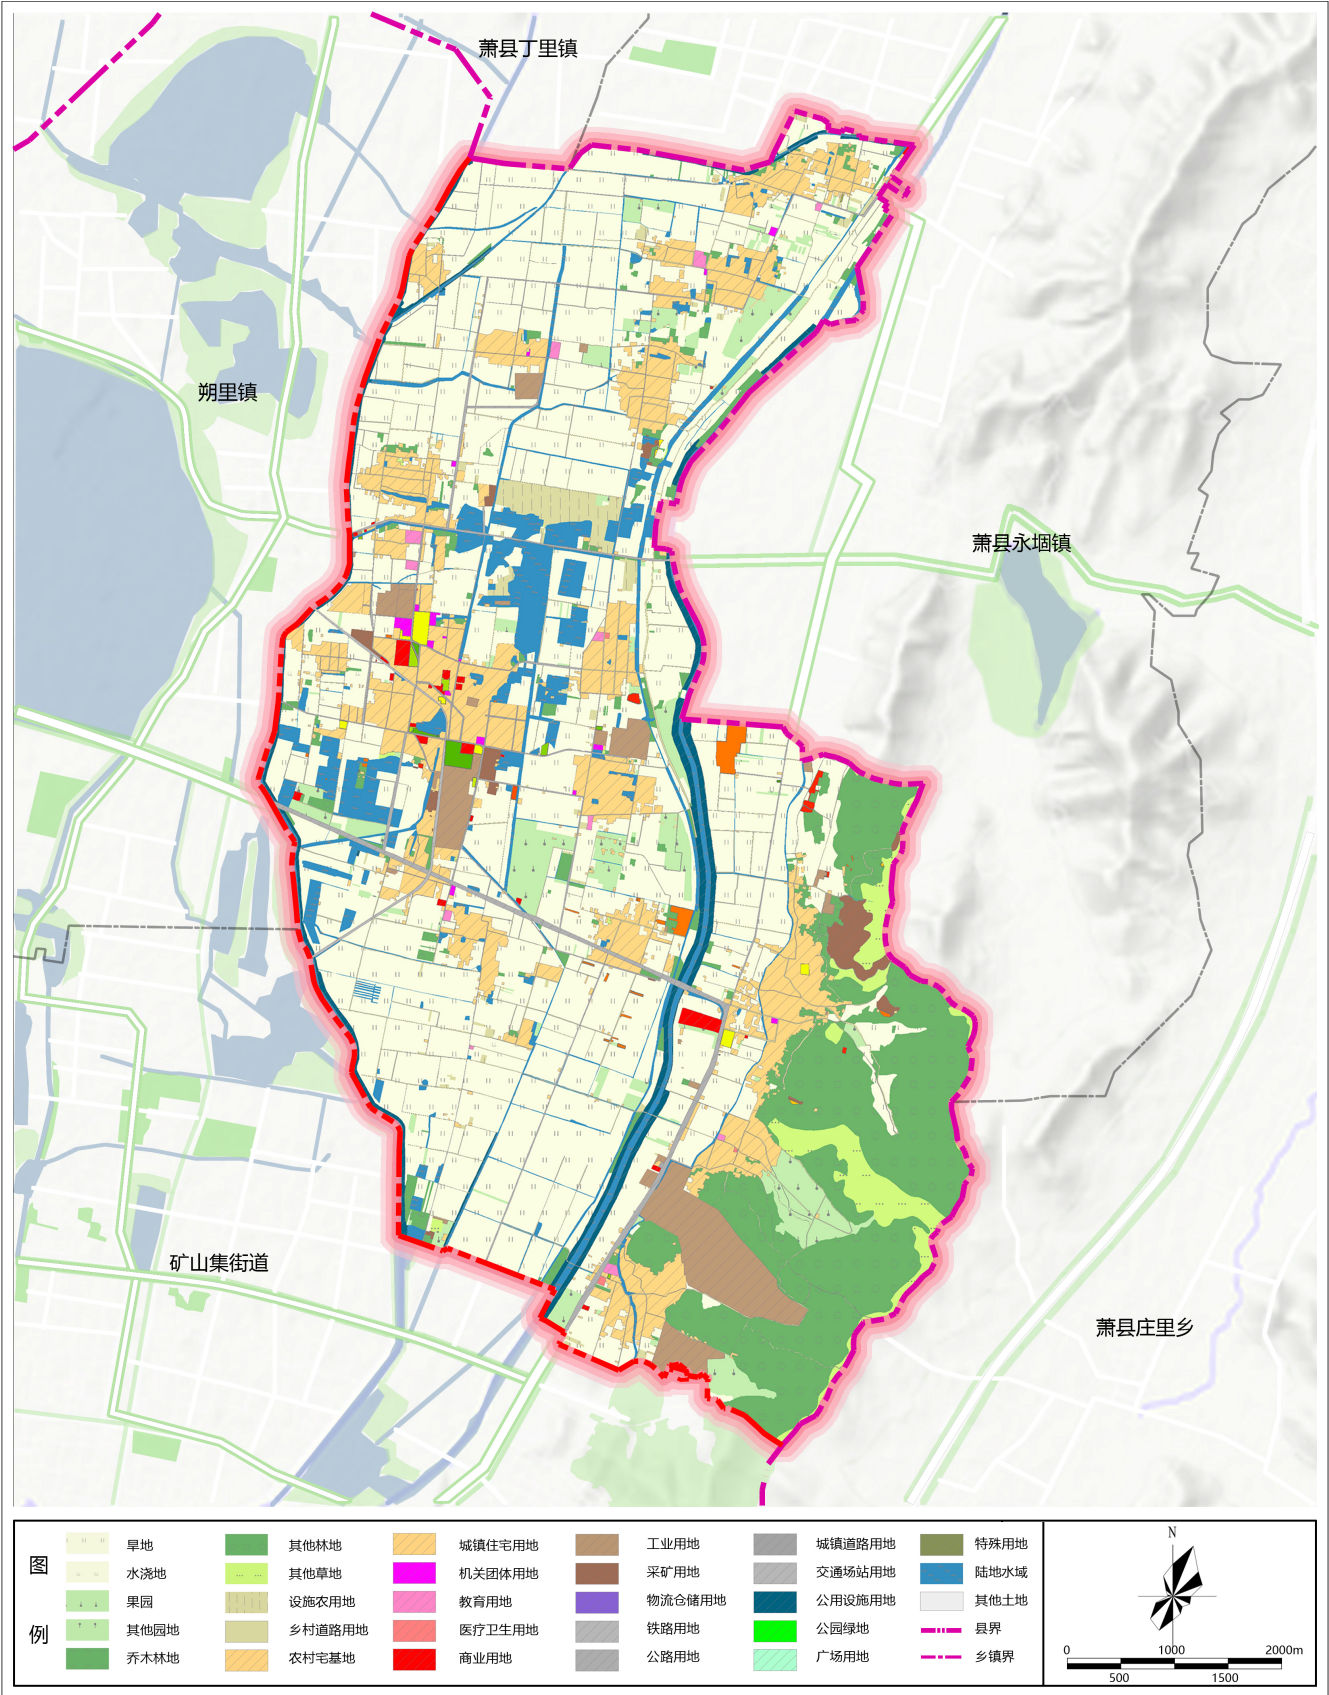 萧县丁里镇
朔里镇
萧县永堌镇
矿山集街道
萧县庄里乡
图
例
旱地
水浇地
果园
其他园地
乔木林地
其他林地
其他草地
设施农用地
乡村道路用地
农村宅基地
城镇住宅用地
机关团体用地
教育用地
医疗卫生用地
商业用地
工业用地
采矿用地
物流仓储用地
铁路用地
公路用地
城镇道路用地
交通场站用地
公用设施用地
公园绿地
广场用地
特殊用地
陆地水域
其他土地
县界
乡镇界
N
0 1000 2000m
500 1500